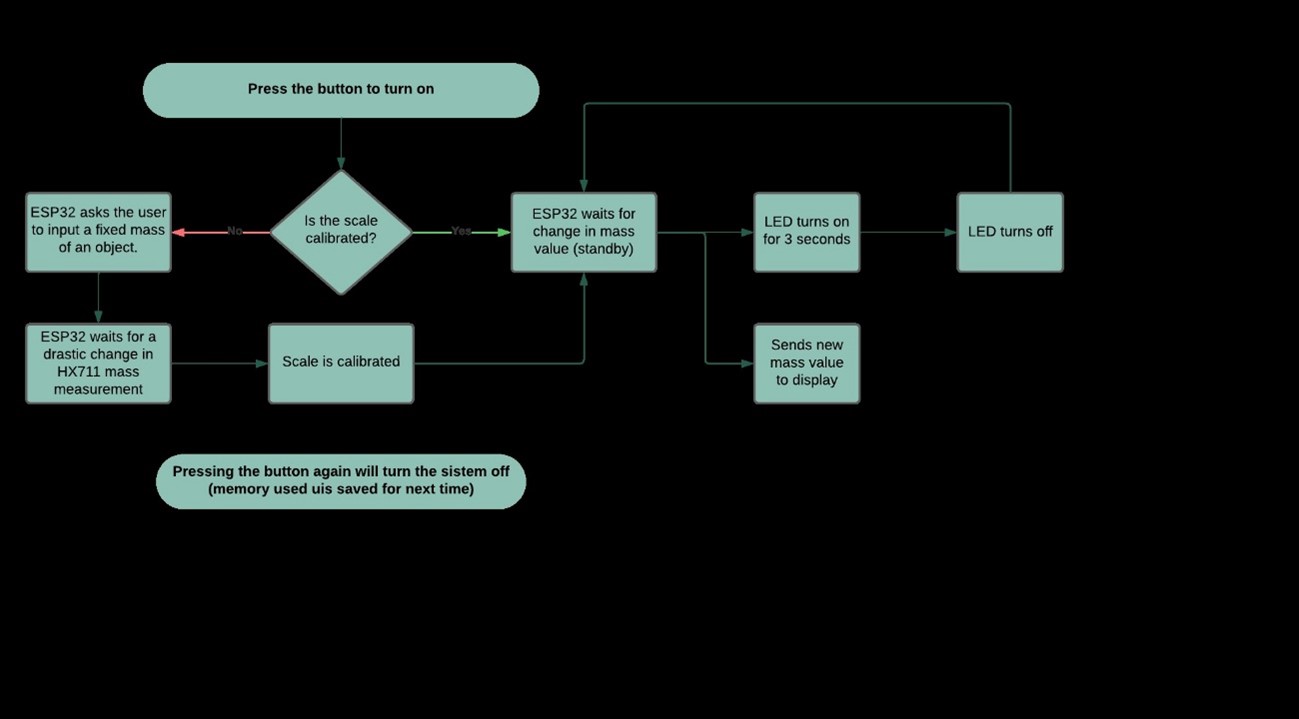 Press the button to turn on
ESP32 asks the user
to input a fixed mass
of an object.
No
Is the scale
calibrated?
Yes
ESP32 waits for
change in mass
value (standby)
LED turns on
for 3 seconds
LED turns off
ESP32 waits for a
drastic change in
HX711 mass
measurement
Scale is calibrated
Sends new
mass value
to display
Pressing the button again will turn the sistem off
(memory used uis saved for next time)